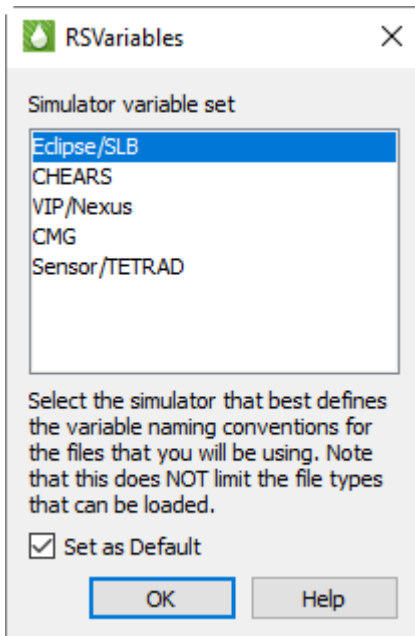 RSVariables
Simulator variable set
Eclipse/SLB
CHEARS
VIP/Nexus
CMG
Sensor/TETRAD
Select the simulator that best defines
the variable naming conventions for
the files that you will be using. Note
that this does NOT limit the file types
that can be loaded.
Set as Default
OK Help